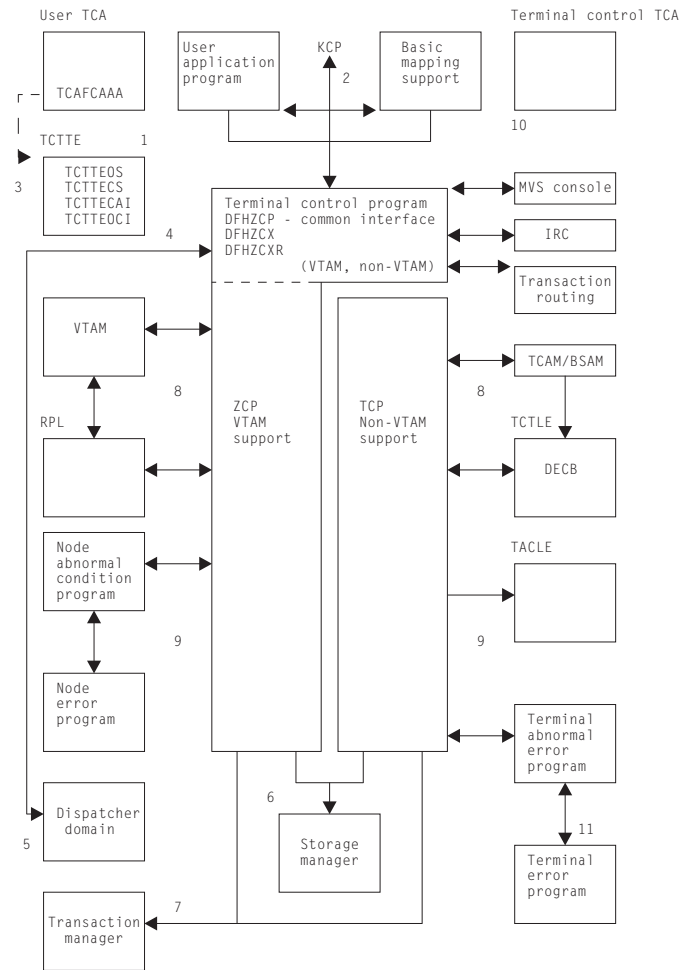 User TCA
Terminal control TCA
User
application
program
KCP
2
Basic
mapping
support
TCAFCAAA
10
TCTTE
1
3
TCTTEOS
TCTTECS
TCTTECAI
TCTTEOCI
MVS console
Terminal control program
DFHZCP - common interface
DFHZCX
DFHZCXR
(VTAM, non-VTAM)
4
IRC
Transaction
routing
VTAM
8
ZCP
VTAM
support
TCP
Non-VTAM
support
8
TCAM/BSAM
RPL
TCTLE
DECB
Node
abnormal
condition
program
TACLE
9
9
Node
error
program
Terminal
abnormal
error
program
6
Dispatcher
domain
5
Storage
manager
11
Terminal
error
program
7
Transaction
manager